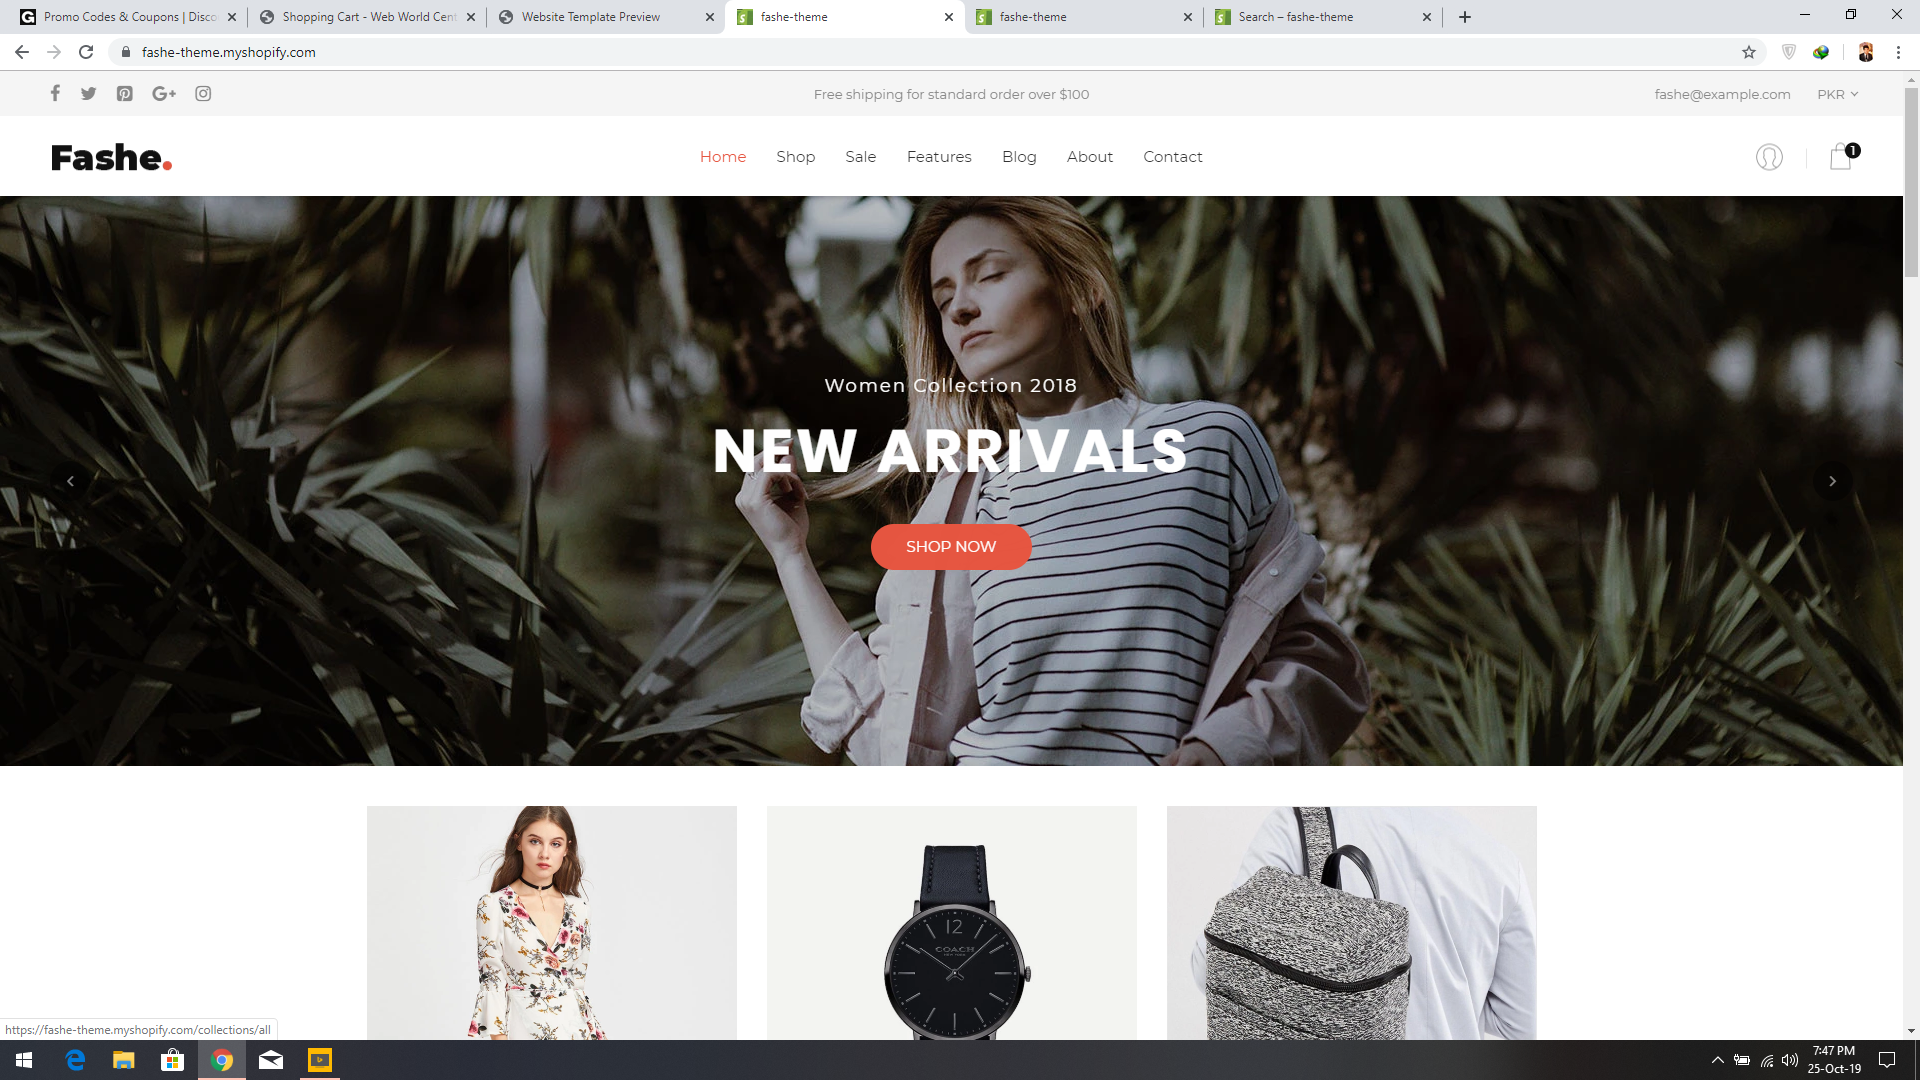 Promo Codes & Coupons | Disco
Shopping Cart - Web World Cent
Website Template Preview
fashe-theme
fashe-theme
Search – fashe-theme
fashe-theme.myshopify.com
Free shipping for standard order over $100
fashe@example.com
PKR
Fashe.
Home
Shop
Sale
Features
Blog
About
Contact
1
Women Collection 2018
NEW ARRIVALS
SHOP NOW
12
COACH
NEW YORK
https://fashe-theme.myshopify.com/collections/all
7:47 PM
25-Oct-19